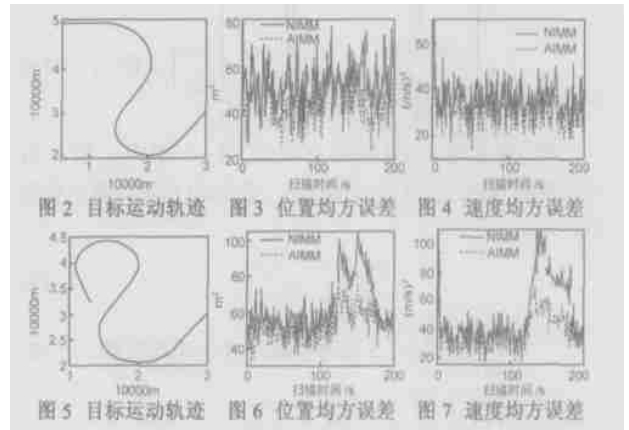 5
4
3
2
1
2
3
10000m
10000m
图 2 目标运动轨迹
80
60
40
20
0
100
200
m²
NIMM
AIMM
扫描时间 /s
图 3 位置均方误差
60
40
20
0
100
200
(m/s)²
NIMM
AIMM
扫描时间 /s
图 4 速度均方误差
4.5
4
3.5
3
2.5
2
1
2
3
10000m
10000m
图 5 目标运动轨迹
100
80
60
40
0
100
200
m²
NIMM
AIMM
扫描时间 /s
图 6 位置均方误差
100
80
60
40
20
0
100
200
(m/s)²
NIMM
AIMM
扫描时间 /s
图 7 速度均方误差